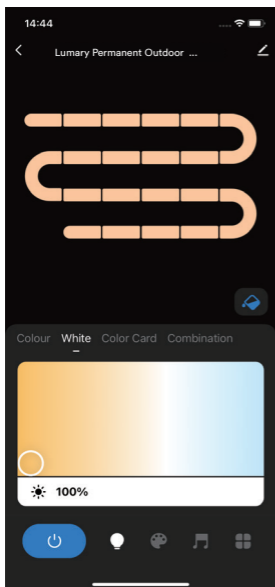 14:44
Lumary Permanent Outdoor ...
Colour White Color Card Combination
100%